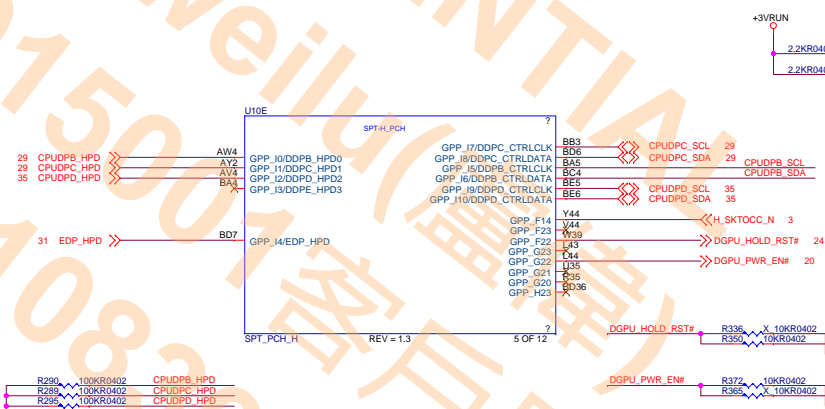 +3VRUN
2.2KR040
2.2KR040
U10E
?
SPT-H_PCH
29 CPUDPB_HPD AW4 GPP_I0/DDPB_HPD0
29 CPUDPC_HPD AY2 GPP_I1/DDPC_HPD1
35 CPUDPD_HPD AV4 GPP_I2/DDPD_HPD2
BA4 GPP_I3/DDPE_HPD3
31 EDP_HPD BD7 GPP_I4/EDP_HPD
GPP_I7/DDPC_CTRLCLK BB3 CPUDPC_SCL 29
GPP_I8/DDPC_CTRLDATA BD6 CPUDPC_SDA 29
GPP_I5/DDPB_CTRLCLK BA5 CPUDPB_SCL
GPP_I6/DDPB_CTRLDATA BC4 CPUDPB_SDA
GPP_I9/DDPD_CTRLCLK BE5 CPUDPD_SCL 35
GPP_I10/DDPD_CTRLDATA BE6 CPUDPD_SDA 35
GPP_F14 Y44 H_SKTOCC_N 3
GPP_F23 V44
GPP_F22 W39 DGPU_HOLD_RST# 24
GPP_G23 L43
GPP_G22 L44 DGPU_PWR_EN# 20
GPP_G21 U35
GPP_G20 R35
GPP_H23 BD36
?
SPT_PCH_H REV = 1.3 5 OF 12
DGPU_HOLD_RST# R336 X_10KR0402
R350 10KR0402
R290 100KR0402 CPUDPB_HPD
R289 100KR0402 CPUDPC_HPD
R295 100KR0402 CPUDPD_HPD
DGPU_PWR_EN# R372 10KR0402
R365 X_10KR0402